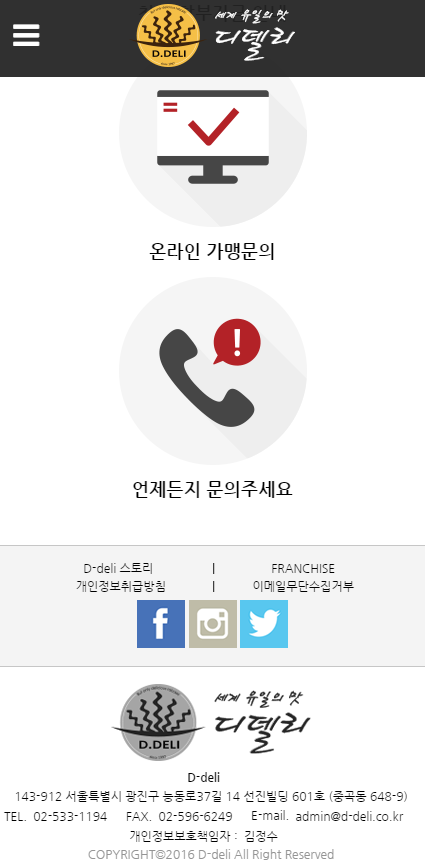 D.DELI
세계 유일의 맛
디델리
온라인 가맹문의
언제든지 문의주세요
D-deli 스토리 | FRANCHISE
개인정보취급방침 | 이메일무단수집거부
D.DELI
세계 유일의 맛
디델리
D-deli
143-912 서울특별시 광진구 능동로37길 14 선진빌딩 601호 (중곡동 648-9)
TEL. 02-533-1194 FAX. 02-596-6249 E-mail. admin@d-deli.co.kr
개인정보보호책임자 : 김정수
COPYRIGHT©2016 D-deli All Right Reserved